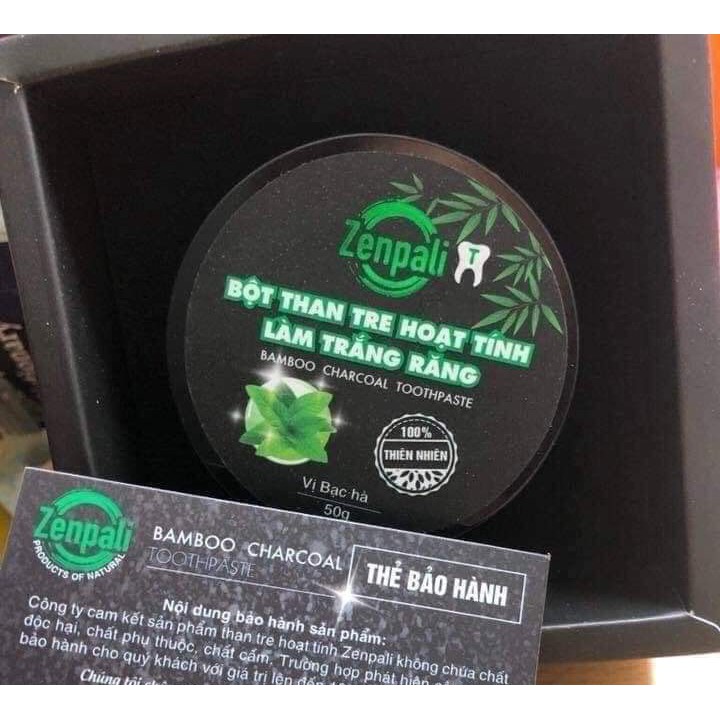 Zenpali T
BỘT THAN TRE HOẠT TÍNH
LÀM TRẮNG RĂNG
BAMBOO CHARCOAL TOOTHPASTE
100%
THIÊN NHIÊN
Vị Bạc hà
50g
Zenpali
PRODUCTS OF NATURAL
BAMBOO CHARCOAL
TOOTHPASTE
THẺ BẢO HÀNH
Nội dung bảo hành sản phẩm:
Công ty cam kết sản phẩm than tre hoạt tính Zenpali không chứa chất
độc hại, chất phụ thuộc, chất cấm. Trường hợp phát hiện
bảo hành cho quý khách với giá trị lên đến
Chúng tôi